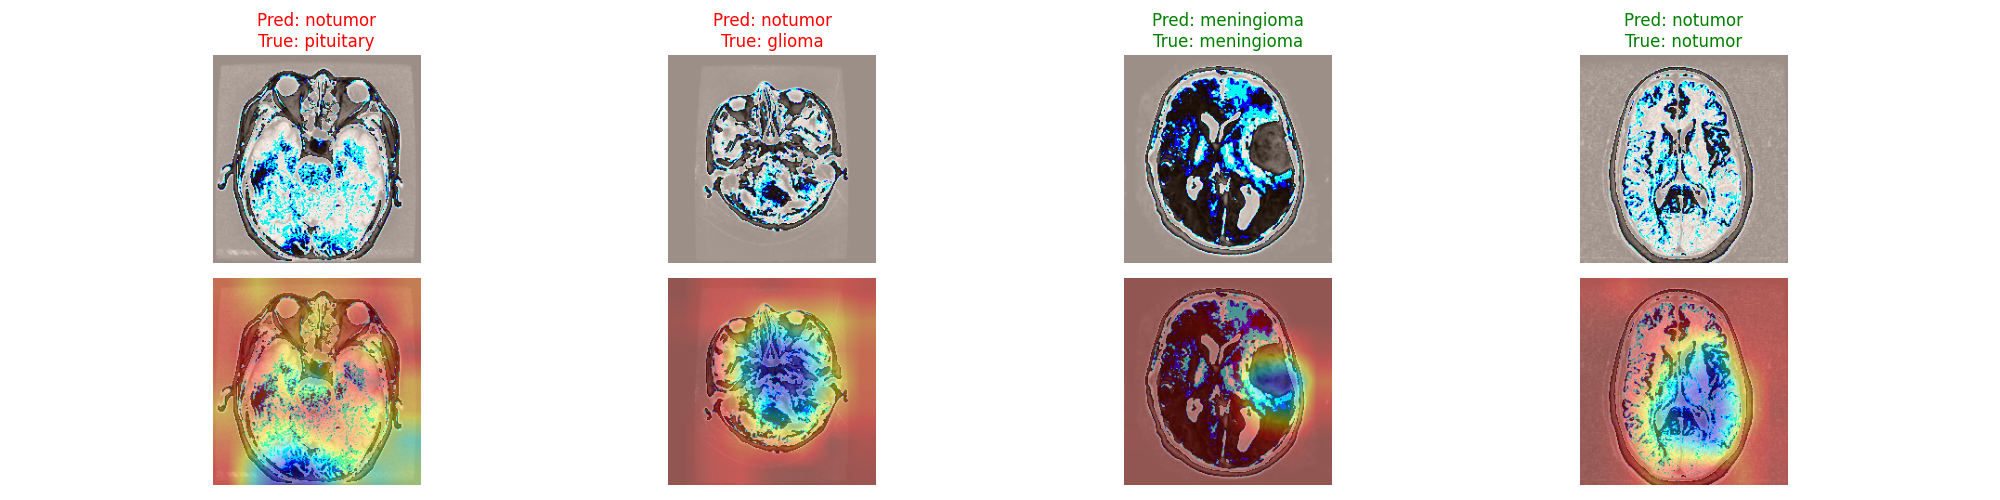 Pred: notumor
True: pituitary
Pred: notumor
True: glioma
Pred: meningioma
True: meningioma
Pred: notumor
True: notumor